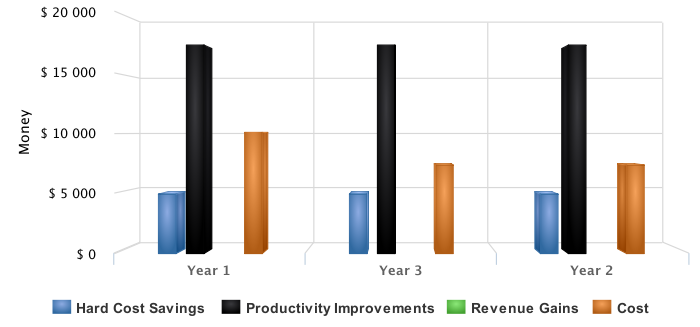 $ 20 000
$ 15 000
$ 10 000
$ 5 000
$ 0
Money
Year 1 Year 3 Year 2
Hard Cost Savings Productivity Improvements Revenue Gains Cost